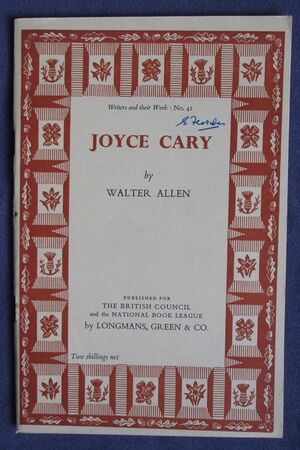 Writers and their Work : No. 41
JOYCE CARY
by
WALTER ALLEN
PUBLISHED FOR
THE BRITISH COUNCIL
and the NATIONAL BOOK LEAGUE
by LONGMANS, GREEN & CO.
Two shillings net